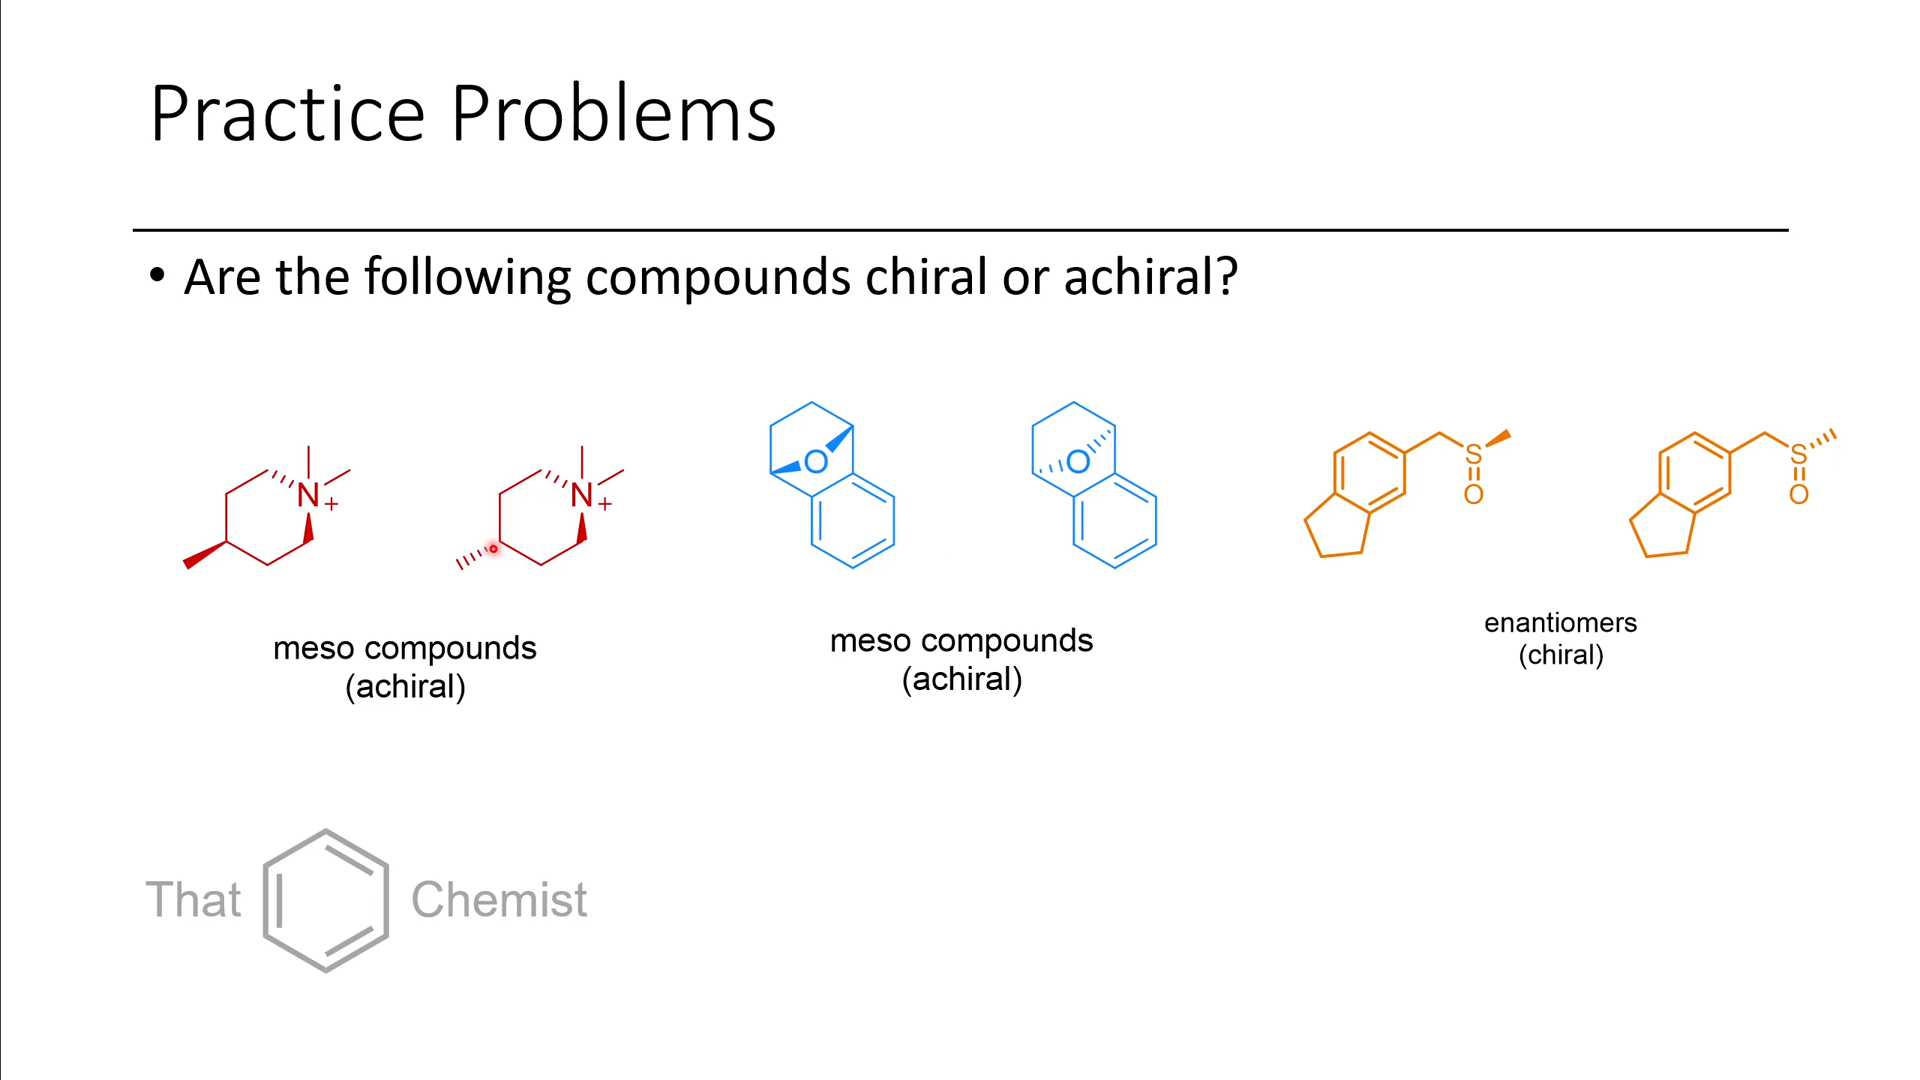 Practice Problems
• Are the following compounds chiral or achiral?
N+
N+
O
O
S
O
S
O
meso compounds
(achiral)
meso compounds
(achiral)
enantiomers
(chiral)
That Chemist